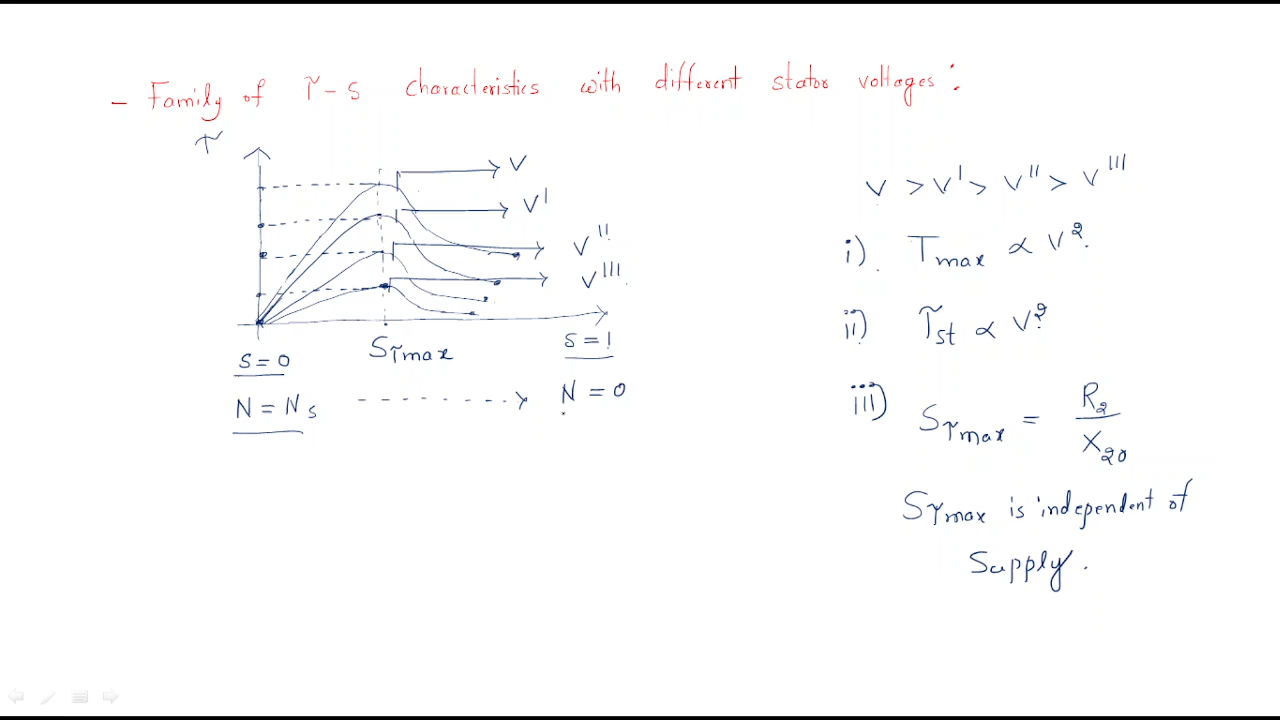 - Family of τ-s characteristics with different stator voltages :
τ
V
V'
V''
V'''
s = 0
Sτmax
s = 1
N = Ns
N = 0
V > V' > V'' > V'''
i) Tmax ∝ V².
ii) τst ∝ V².
iii) Sτmax = R₂ / X₂₀
Sτmax is independent of
Supply.